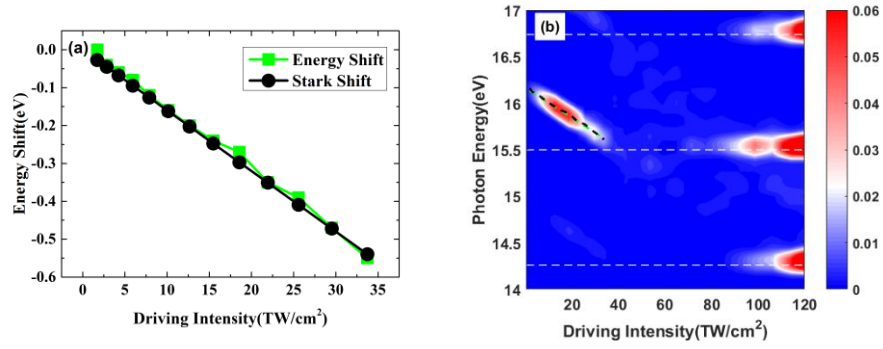 (a)
Energy Shift
Stark Shift
0.0
-0.1
-0.2
-0.3
-0.4
-0.5
-0.6
Energy Shift(eV)
0 5 10 15 20 25 30 35
Driving Intensity(TW/cm²)
(b)
17
16.5
16
15.5
15
14.5
14
Photon Energy(eV)
20 40 60 80 100 120
Driving Intensity(TW/cm²)
0.06
0.05
0.04
0.03
0.02
0.01
0